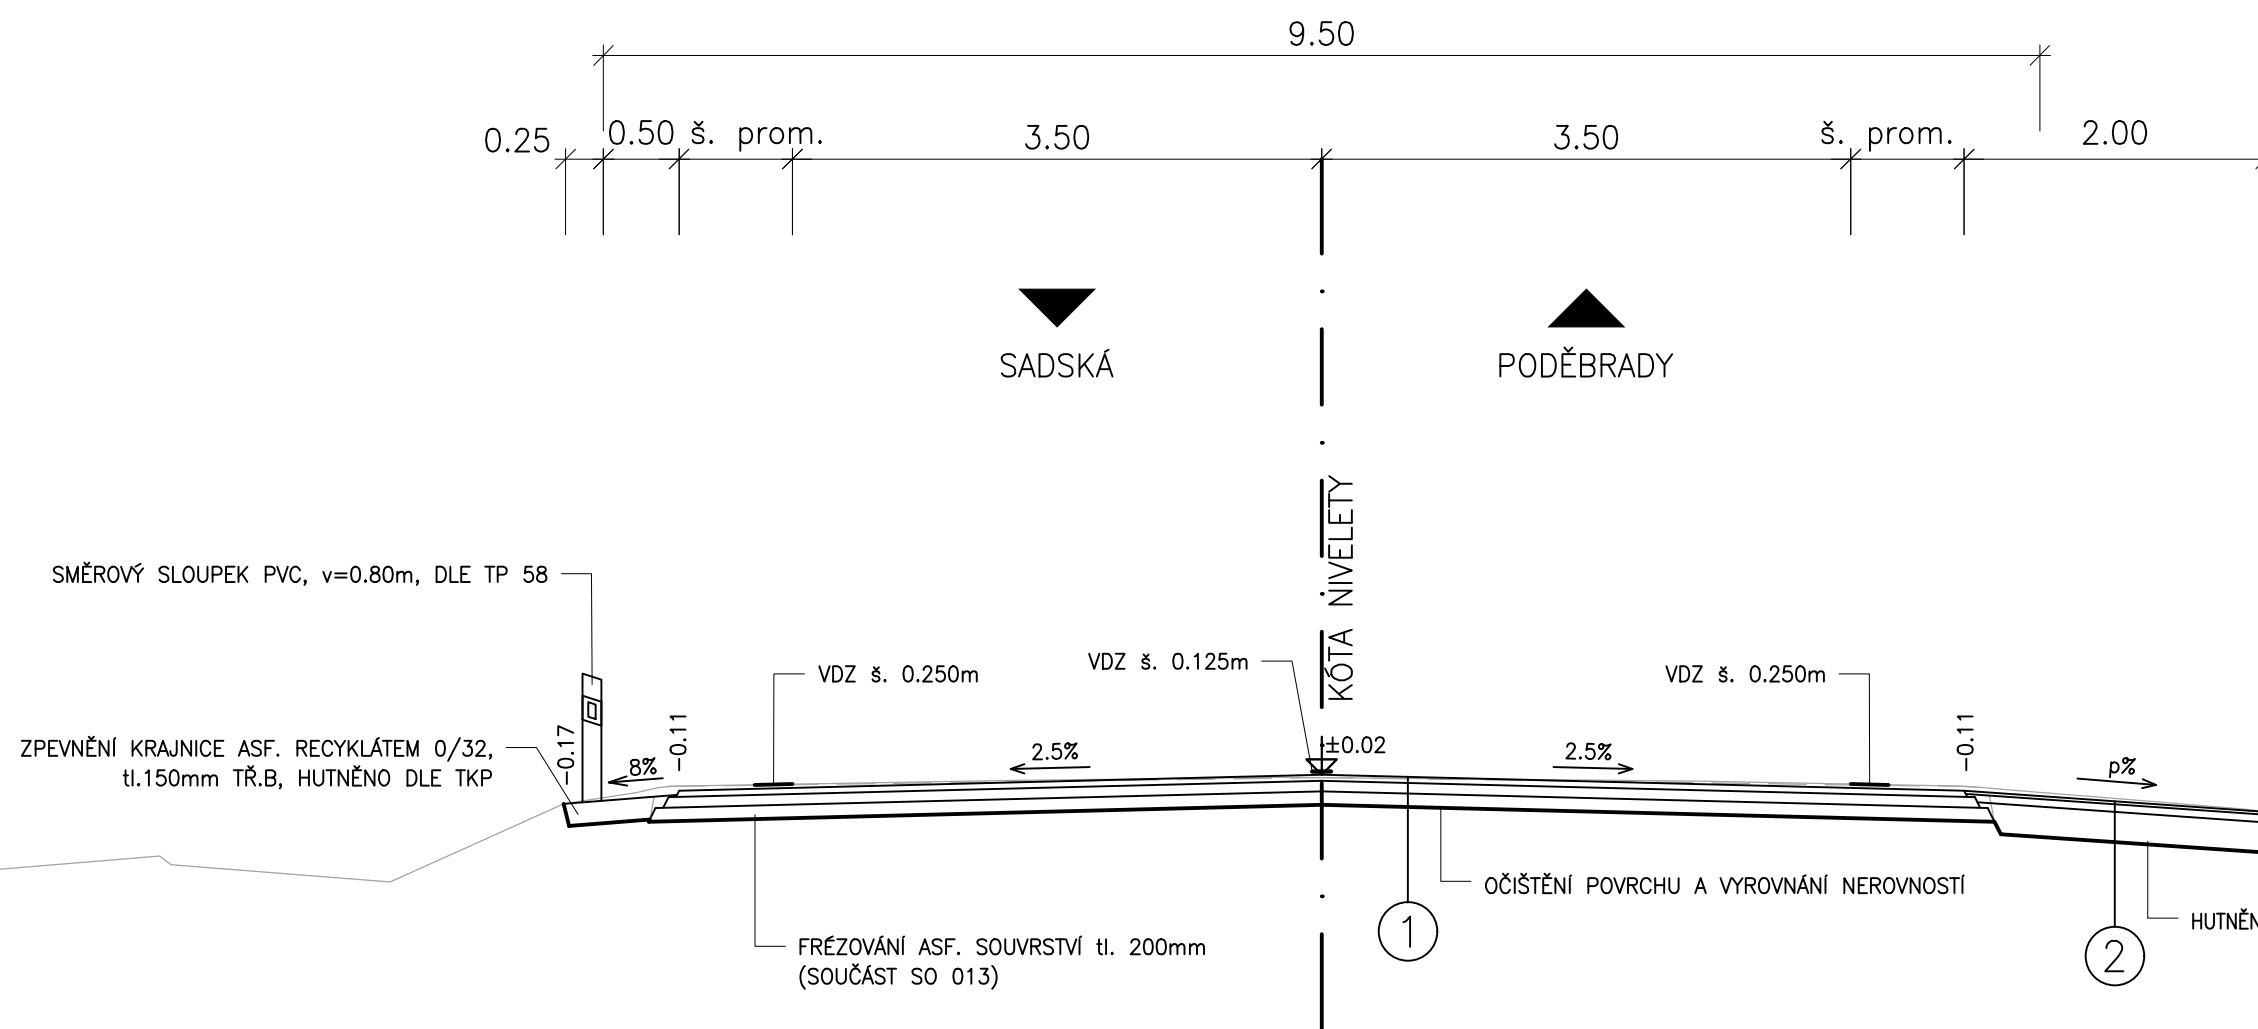 9.50
0.25
0.50 š. prom.
3.50
3.50
š. prom.
2.00
SADSKÁ
PODĚBRADY
KÓTA NIVELETY
SMĚROVÝ SLOUPEK PVC, v=0.80m, DLE TP 58
VDZ š. 0.250m
VDZ š. 0.125m
VDZ š. 0.250m
ZPEVNĚNÍ KRAJNICE ASF. RECYKLÁTEM 0/32,
tl.150mm TŘ.B, HUTNĚNO DLE TKP
-0.17
8%
-0.11
2.5%
±0.02
2.5%
-0.11
p%
OČIŠTĚNÍ POVRCHU A VYROVNÁNÍ NEROVNOSTÍ
1
HUTNĚN
2
FRÉZOVÁNÍ ASF. SOUVRSTVÍ tl. 200mm
(SOUČÁST SO 013)